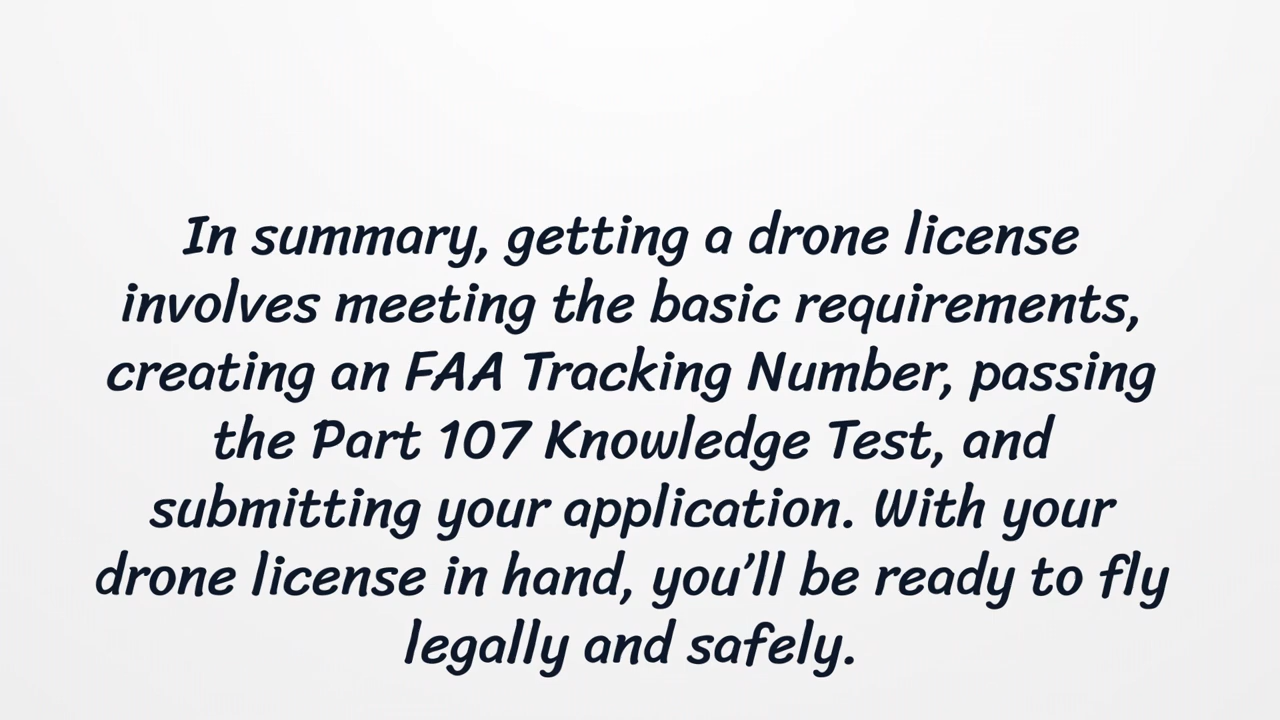 In summary, getting a drone license
involves meeting the basic requirements,
creating an FAA Tracking Number, passing
the Part 107 Knowledge Test, and
submitting your application. With your
drone license in hand, you’ll be ready to fly
legally and safely.